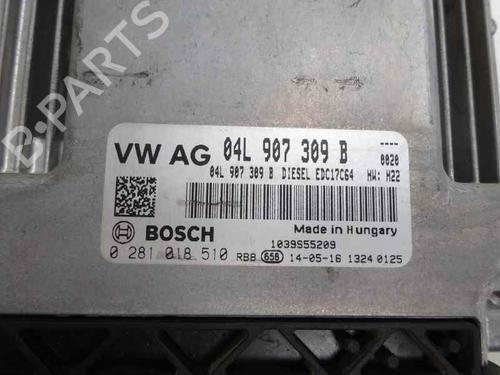 B-PARTS
VW AG 04L 907 309 B ----
04L 907 309 B DIESEL EDC17C64 0020
HW: H22
BOSCH Made in Hungary
1039S55209
0 281 018 510 RBB 658 14-05-16 1324 0125